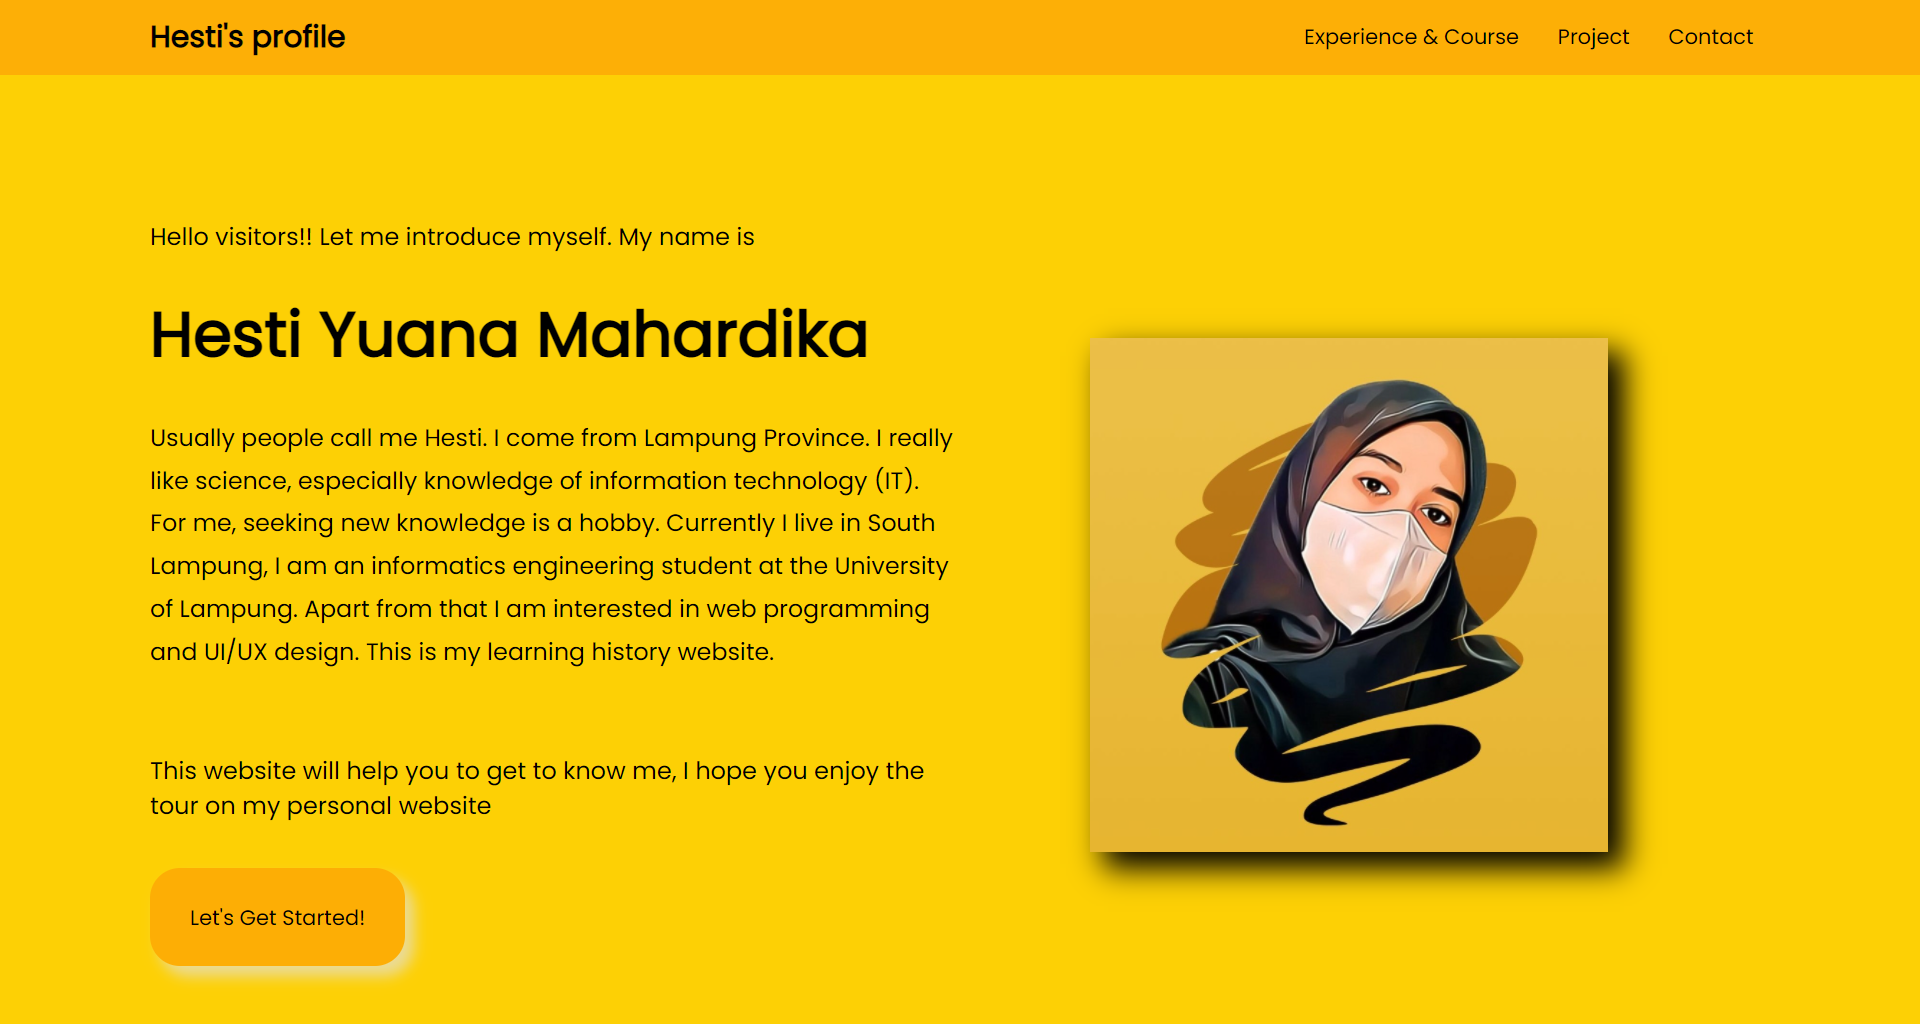 Hesti's profile
Experience & Course
Project
Contact
Hello visitors!! Let me introduce myself. My name is
Hesti Yuana Mahardika
Usually people call me Hesti. I come from Lampung Province. I really
like science, especially knowledge of information technology (IT).
For me, seeking new knowledge is a hobby. Currently I live in South
Lampung, I am an informatics engineering student at the University
of Lampung. Apart from that I am interested in web programming
and UI/UX design. This is my learning history website.
This website will help you to get to know me, I hope you enjoy the
tour on my personal website
Let's Get Started!